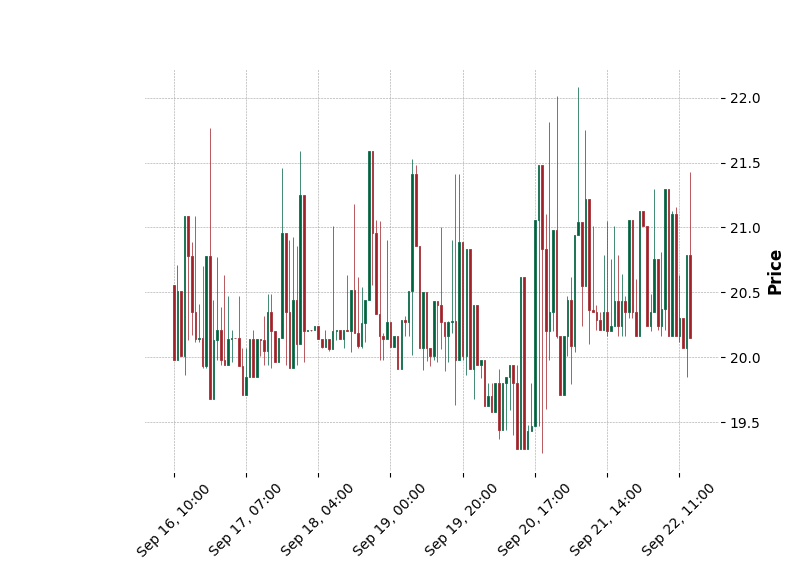 22.0
21.5
21.0
20.5
20.0
19.5
Price
Sep 16, 10:00
Sep 17, 07:00
Sep 18, 04:00
Sep 19, 00:00
Sep 19, 20:00
Sep 20, 17:00
Sep 21, 14:00
Sep 22, 11:00